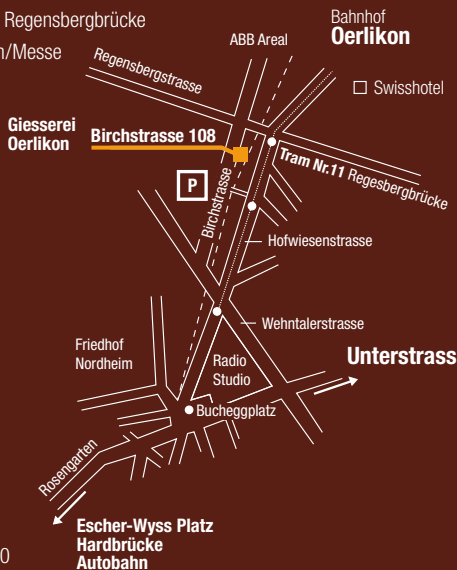 Regensbergbrücke
/Messe
ABB Areal
Bahnhof
Oerlikon
Regensbergstrasse
Swisshotel
Giesserei
Oerlikon
Birchstrasse 108
Tram Nr.11 Regesbergbrücke
P
Birchstrasse
Hofwiesenstrasse
Wehntalerstrasse
Friedhof
Nordheim
Radio
Studio
Unterstrass
Bucheggplatz
Rosengarten
Escher-Wyss Platz
Hardbrücke
Autobahn
0